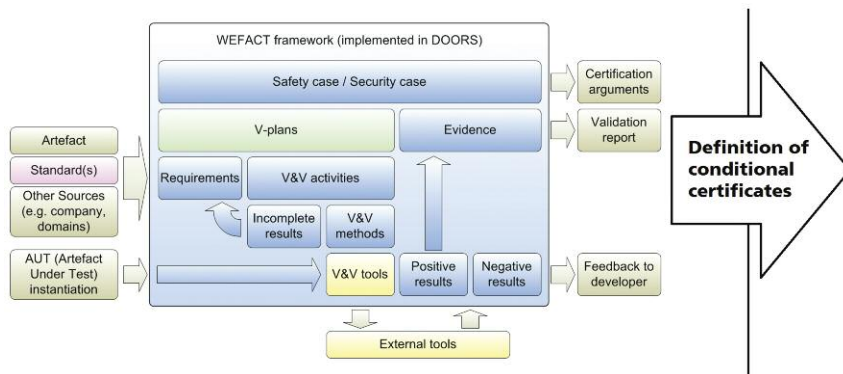 WEFACT framework (implemented in DOORS)
Safety case / Security case
Certification
arguments
V-plans
Evidence
Validation
report
Artefact
Standard(s)
Other Sources
(e.g. company,
domains)
Requirements
V&V activities
Incomplete
results
V&V
methods
AUT (Artefact
Under Test)
instantiation
V&V tools
Positive
results
Negative
results
Feedback to
developer
External tools
Definition of
conditional
certificates